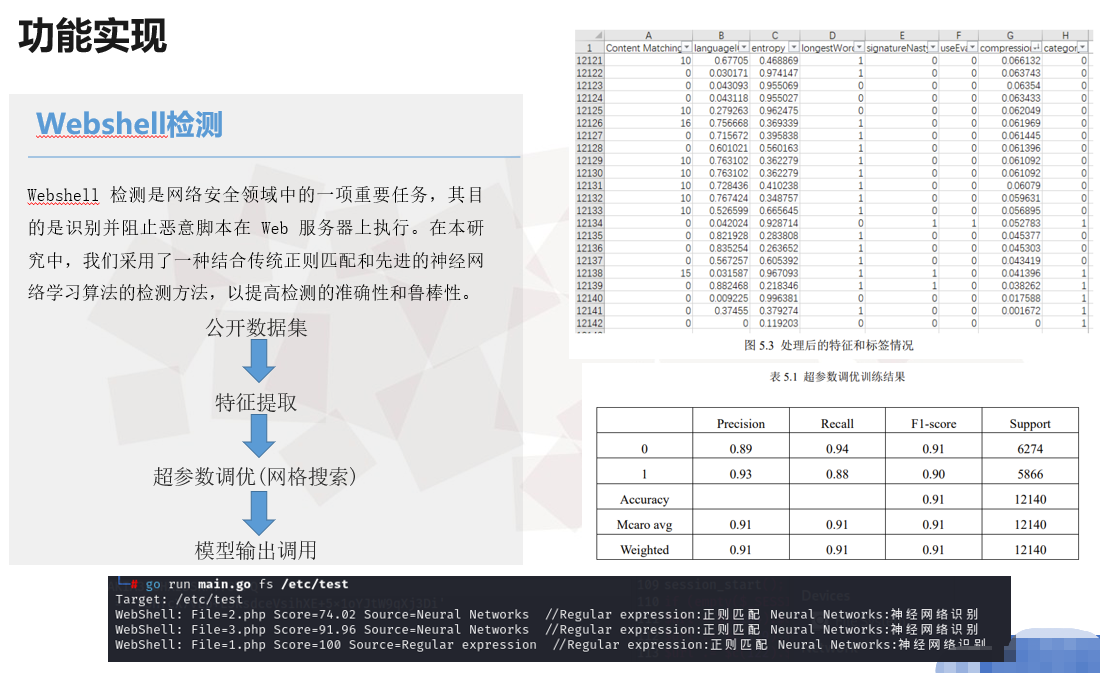 功能实现
Webshell检测
Webshell 检测是网络安全领域中的一项重要任务，其目
的是识别并阻止恶意脚本在 Web 服务器上执行。在本研
究中，我们采用了一种结合传统正则匹配和先进的神经网
络学习算法的检测方法，以提高检测的准确性和鲁棒性。
公开数据集
特征提取
超参数调优(网格搜索)
模型输出调用
A B C D E F G H
1 Content Matching languageI entropy longestWor signatureNasty useEva compressio categor
12121 10 0.67705 0.468869 1 0 0 0.066132 0
12122 0 0.030171 0.974147 1 0 0 0.063743 0
12123 0 0.043093 0.955069 0 0 0 0.06354 0
12124 0 0.043118 0.955027 0 0 0 0.063433 0
12125 10 0.279263 0.962475 0 0 0 0.062049 0
12126 16 0.756668 0.369339 1 0 0 0.061969 0
12127 0 0.715672 0.395838 1 0 0 0.061445 0
12128 0 0.601021 0.560163 1 0 0 0.061396 0
12129 10 0.763102 0.362279 1 0 0 0.061092 0
12130 10 0.763102 0.362279 1 0 0 0.061092 0
12131 10 0.728436 0.410238 1 0 0 0.06079 0
12132 10 0.767424 0.348757 1 0 0 0.059631 0
12133 10 0.526599 0.665645 1 0 0 0.056895 0
12134 0 0.042024 0.928714 0 1 1 0.052783 1
12135 0 0.821928 0.283808 1 0 0 0.045377 0
12136 0 0.835254 0.263652 1 0 0 0.045303 0
12137 0 0.567257 0.605392 1 0 0 0.043419 0
12138 15 0.031587 0.967093 1 1 0 0.041396 1
12139 0 0.882468 0.218346 1 1 0 0.038262 1
12140 0 0.009225 0.996381 0 0 0 0.017588 1
12141 0 0.37455 0.379274 1 0 0 0.001672 1
12142 0 0 0.119203 0 0 0 0 1
图 5.3 处理后的特征和标签情况
表 5.1 超参数调优训练结果
Precision Recall F1-score Support
0 0.89 0.94 0.91 6274
1 0.93 0.88 0.90 5866
Accuracy 0.91 12140
Mcaro avg 0.91 0.91 0.91 12140
Weighted 0.91 0.91 0.91 12140
# go run main.go fs /etc/test
Target: /etc/test
WebShell: File=2.php Score=74.02 Source=Neural Networks //Regular expression:正则匹配 Neural Networks:神经网络识别
WebShell: File=3.php Score=91.96 Source=Neural Networks //Regular expression:正则匹配 Neural Networks:神经网络识别
WebShell: File=1.php Score=100 Source=Regular expression //Regular expression:正则匹配 Neural Networks:神经网络识别